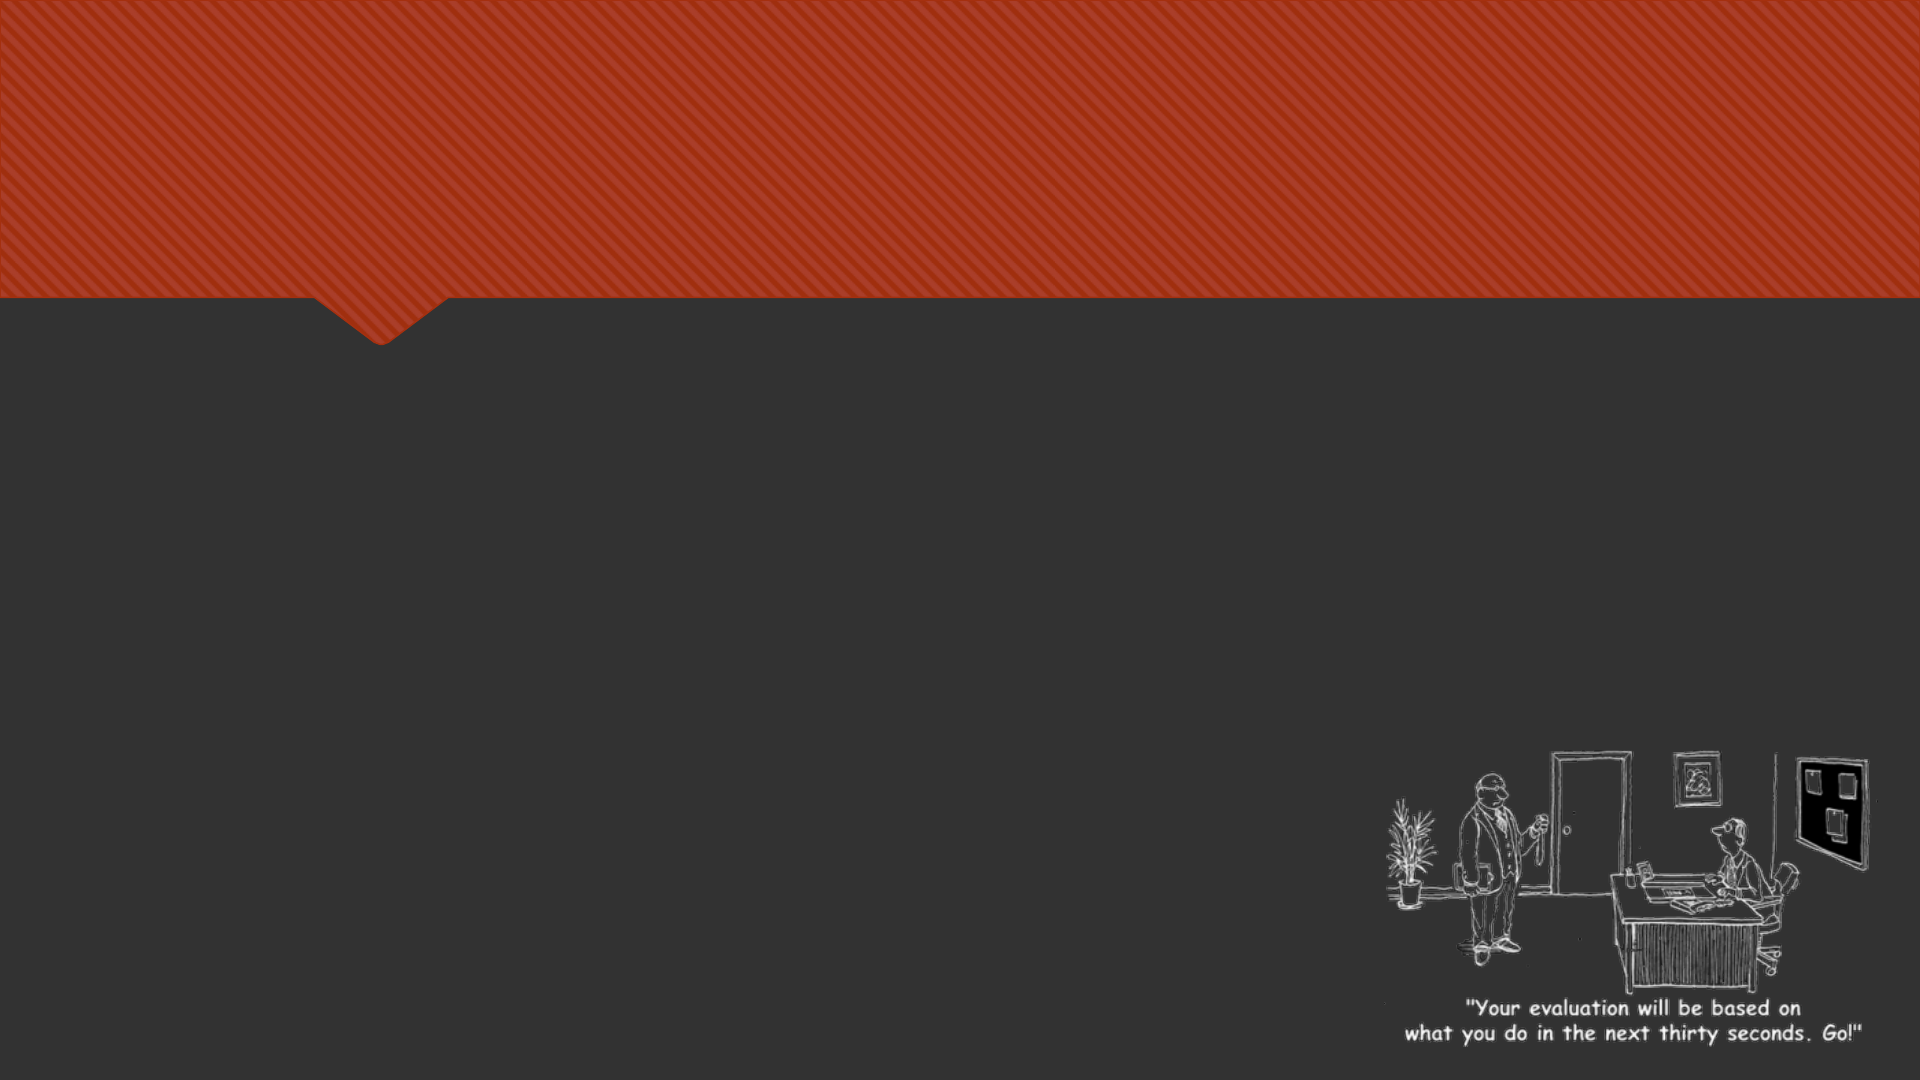 "Your evaluation will be based on
what you do in the next thirty seconds. Go!"